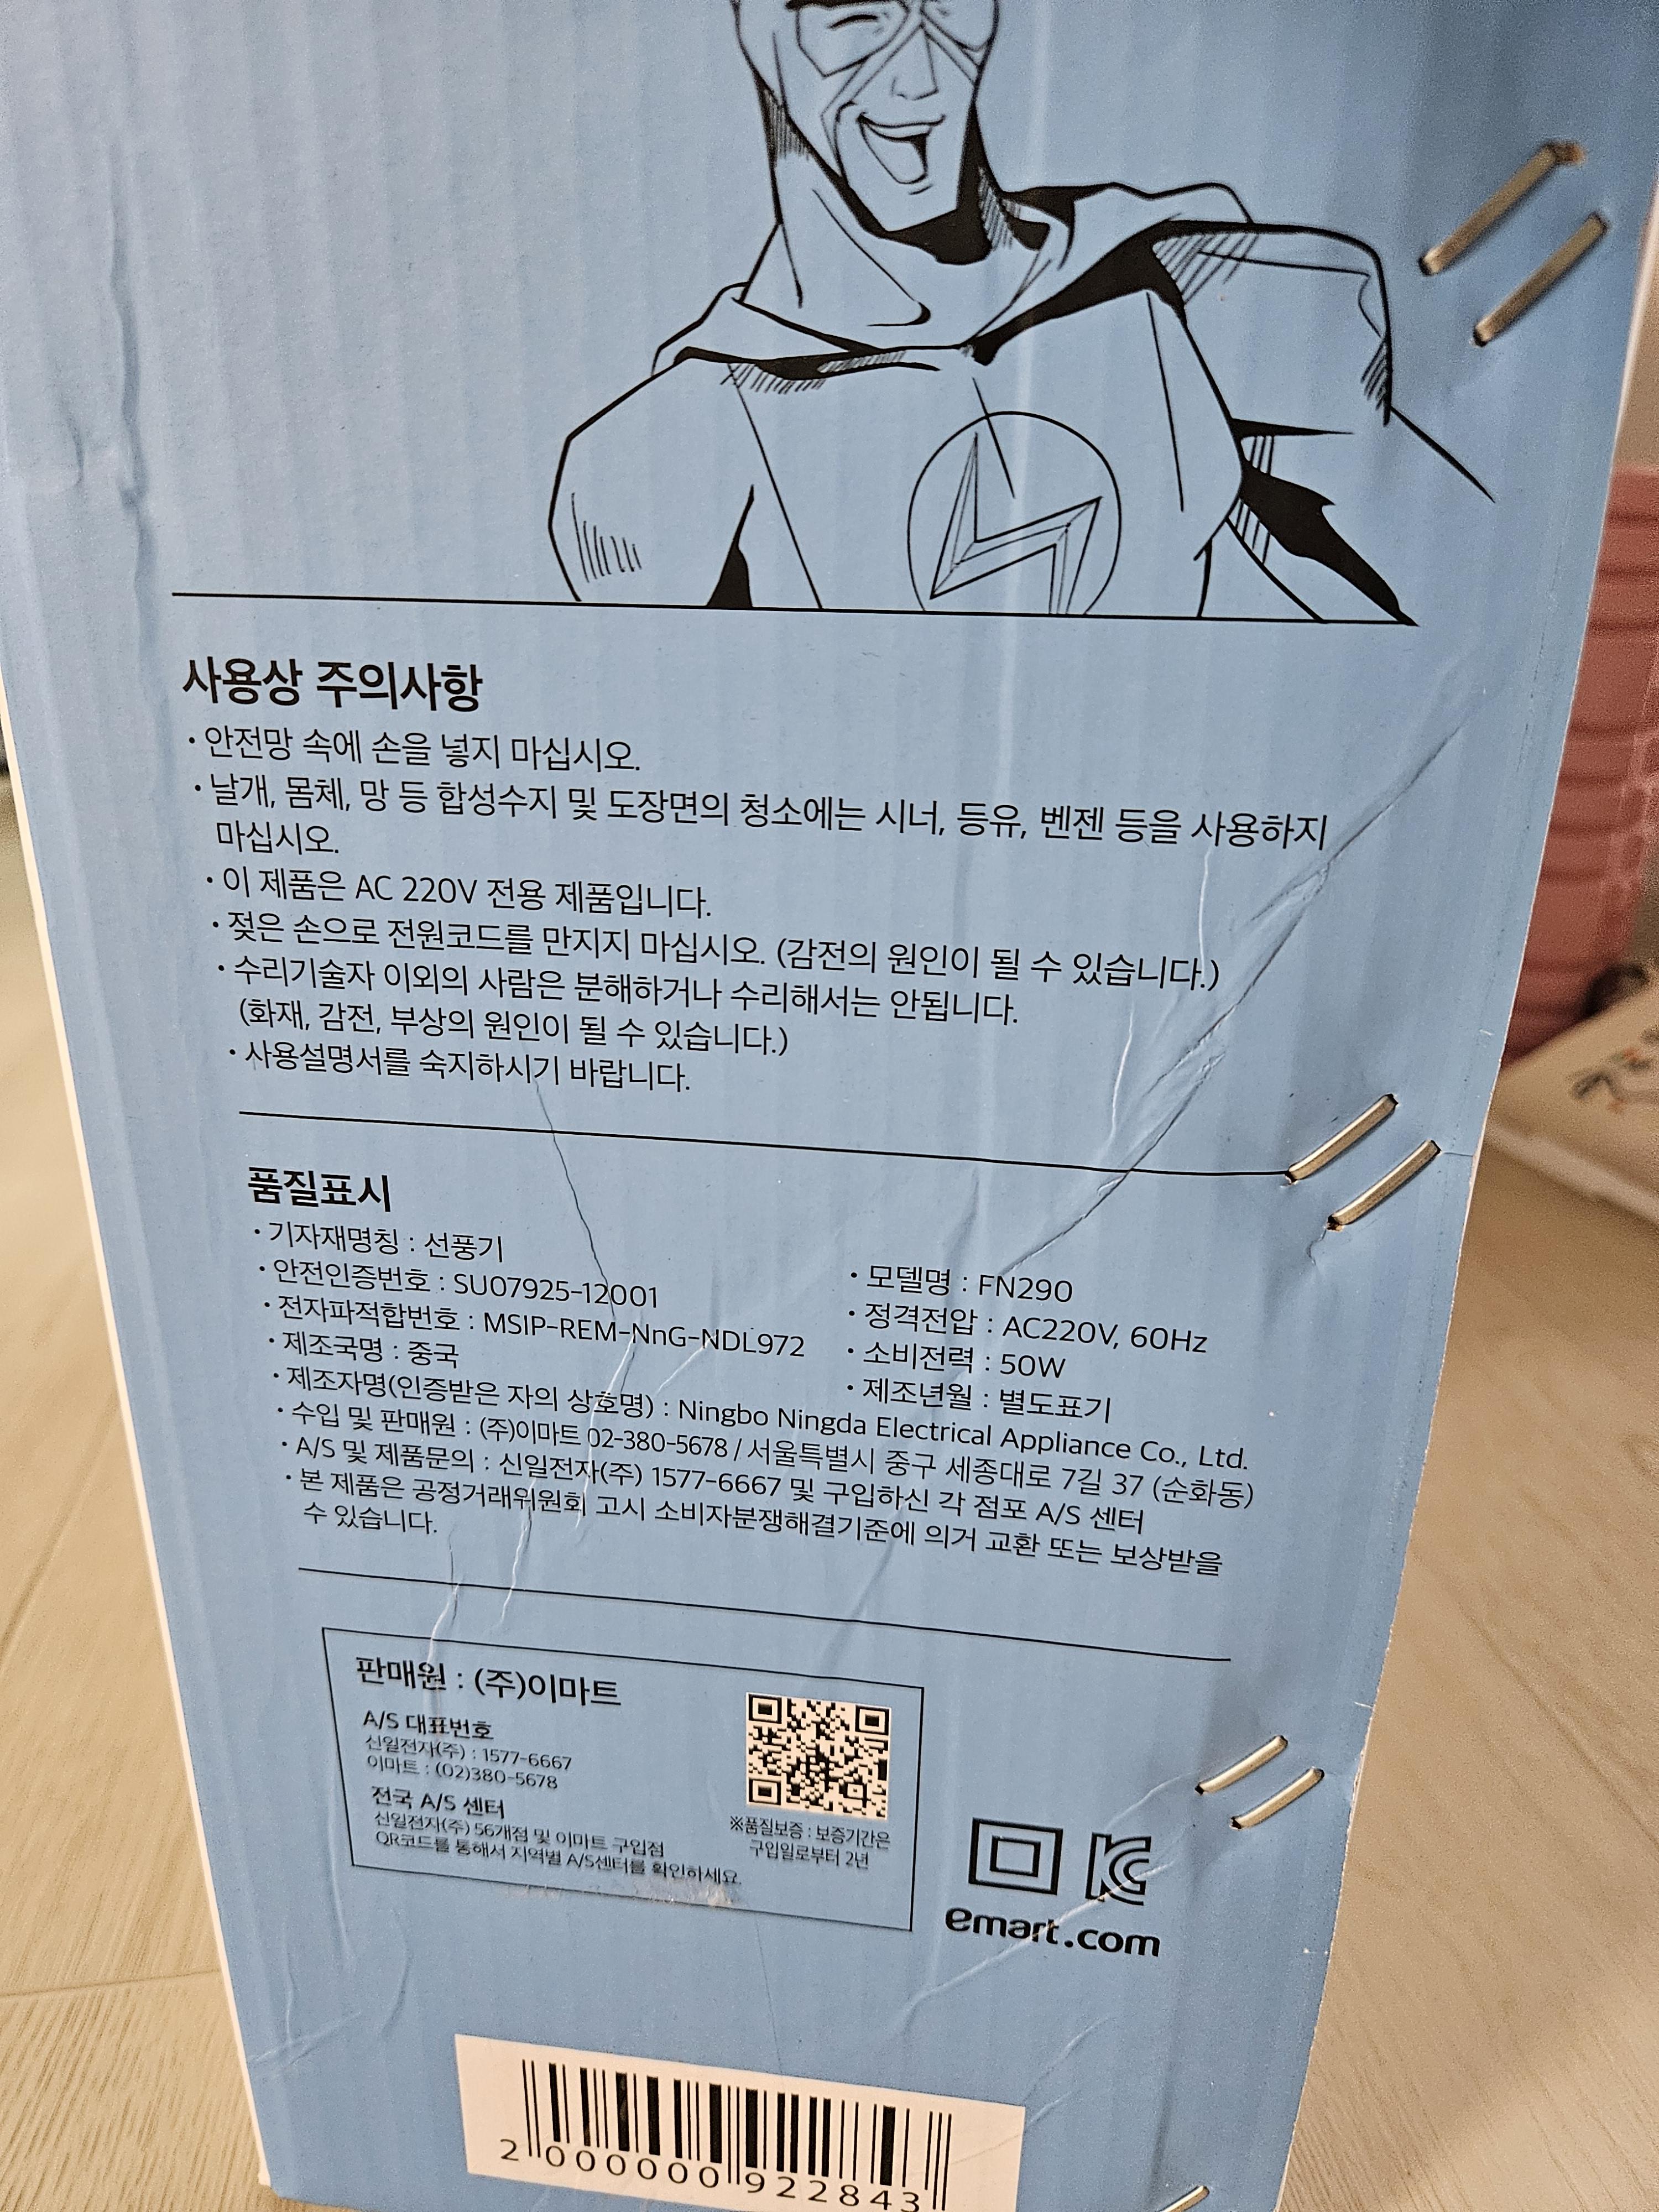 사용상 주의사항
· 안전망 속에 손을 넣지 마십시오.
· 날개, 몸체, 망 등 합성수지 및 도장면의 청소에는 시너, 등유, 벤젠 등을 사용하지
마십시오.
· 이 제품은 AC 220V 전용 제품입니다.
· 젖은 손으로 전원코드를 만지지 마십시오. (감전의 원인이 될 수 있습니다.)
· 수리기술자 이외의 사람은 분해하거나 수리해서는 안됩니다.
(화재, 감전, 부상의 원인이 될 수 있습니다.)
· 사용설명서를 숙지하시기 바랍니다.
품질표시
· 기자재명칭 : 선풍기
· 안전인증번호 : SU07925-12001
· 전자파적합번호 : MSIP-REM-NnG-NDL972
· 제조국명 : 중국
· 모델명 : FN290
· 정격전압 : AC220V, 60Hz
· 소비전력 : 50W
· 제조년월 : 별도표기
· 제조자명(인증받은 자의 상호명) : Ningbo Ningda Electrical Appliance Co., Ltd.
· 수입 및 판매원 : (주)이마트 02-380-5678 / 서울특별시 중구 세종대로 7길 37 (순화동)
· A/S 및 제품문의 : 신일전자(주) 1577-6667 및 구입하신 각 점포 A/S 센터
· 본 제품은 공정거래위원회 고시 소비자분쟁해결기준에 의거 교환 또는 보상받을
수 있습니다.
판매원 : (주)이마트
A/S 대표번호
신일전자(주) : 1577-6667
이마트 : (02)380-5678
전국 A/S 센터
신일전자(주) 56개점 및 이마트 구입점
QR코드를 통해서 지역별 A/S센터를 확인하세요.
※품질보증 : 보증기간은
구입일로부터 2년
emart.com
2 000000 922843